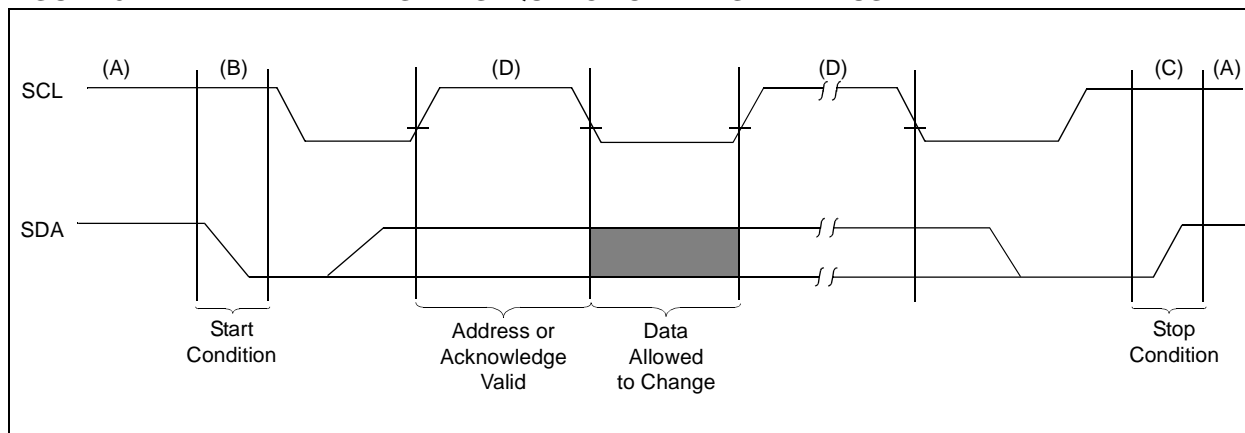 (A) (B) (D) (D) (C) (A)
SCL
SDA
Start
Condition
Address or
Acknowledge
Valid
Data
Allowed
to Change
Stop
Condition